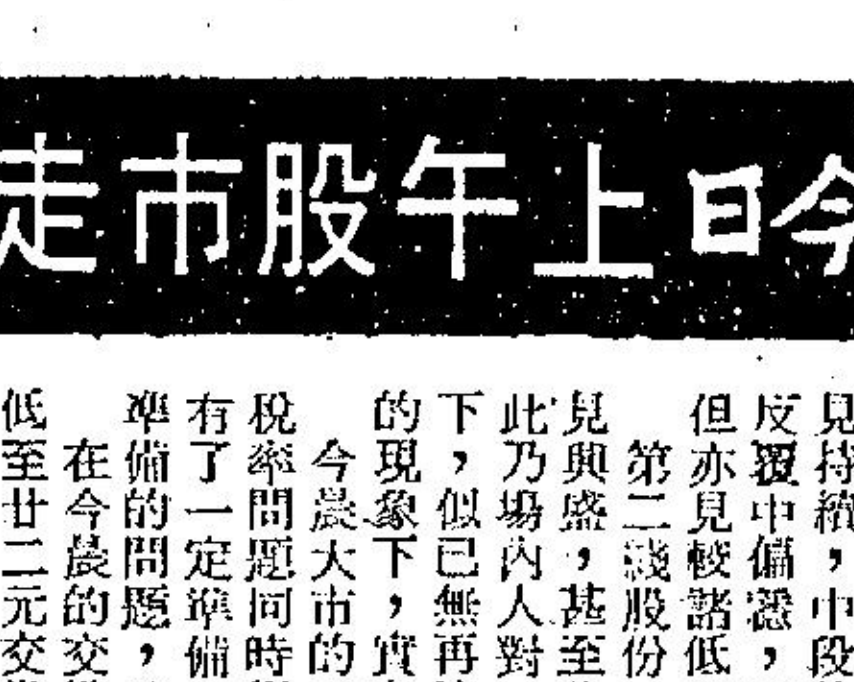 今日上午股市走
見持續，中段
反覆中偏憑，
但亦見較諸低
第二綫股份
見興盛，甚至
此乃場內人對
下，似已無再
的現象下，實
今晨大市的
稅率問題同時
有了一定準備
準備的問題，
在今晨的交
低至廿二元交